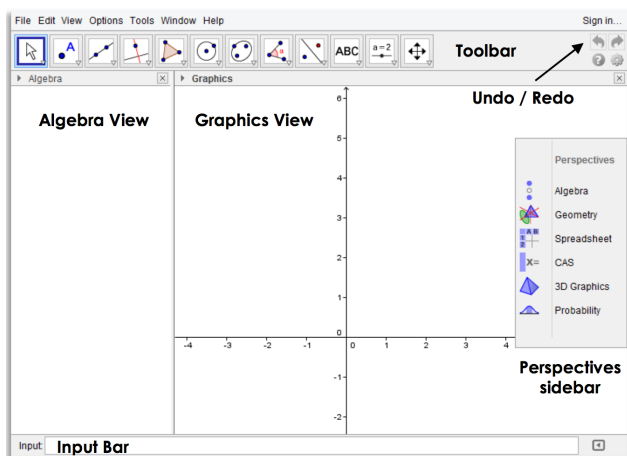 File Edit View Options Tools Window Help
Sign in...
A
α
ABC
a=2
Toolbar
Undo / Redo
Algebra
Graphics
Algebra View
Graphics View
6
5
4
3
2
1
0
-4 -3 -2 -1 0 1 2 3 4
-1
-2
Perspectives
Algebra
Geometry
A B
1
2
Spreadsheet
X=
CAS
3D Graphics
Probability
Perspectives
sidebar
Input:
Input Bar